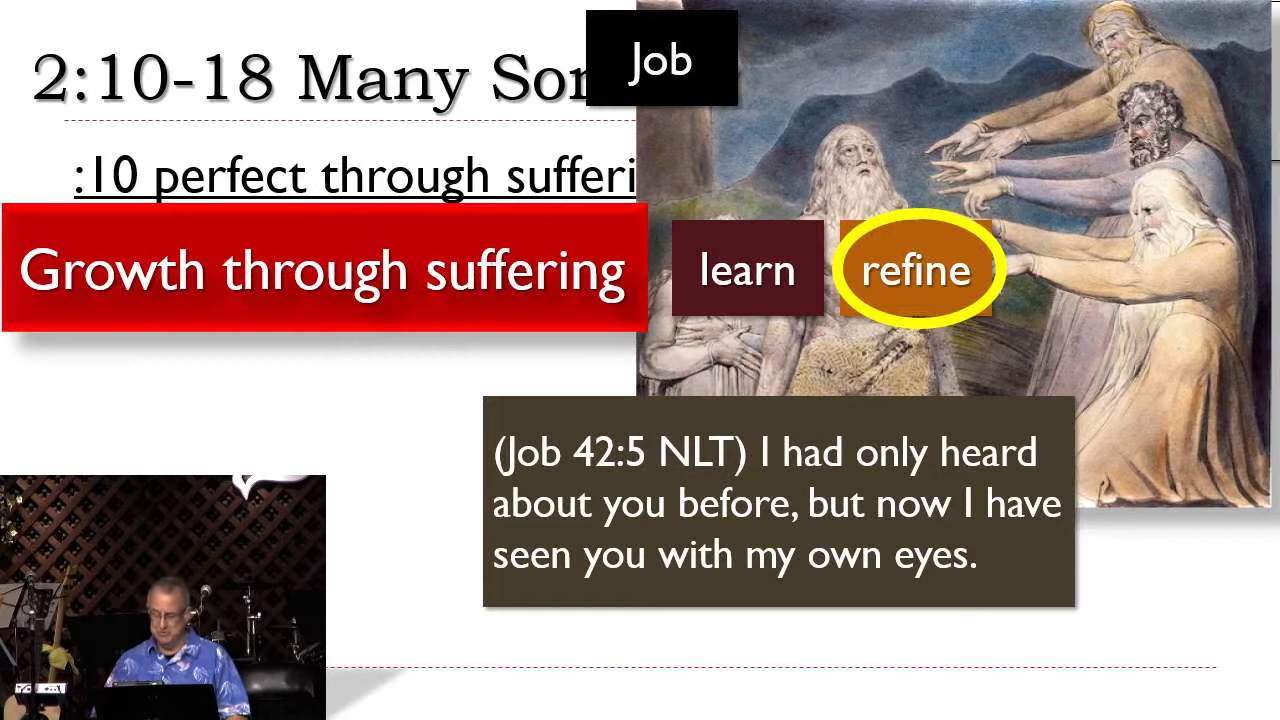 Job
2:10-18 Many Son
:10 perfect through sufferi
Growth through suffering
learn
refine
(Job 42:5 NLT) I had only heard
about you before, but now I have
seen you with my own eyes.